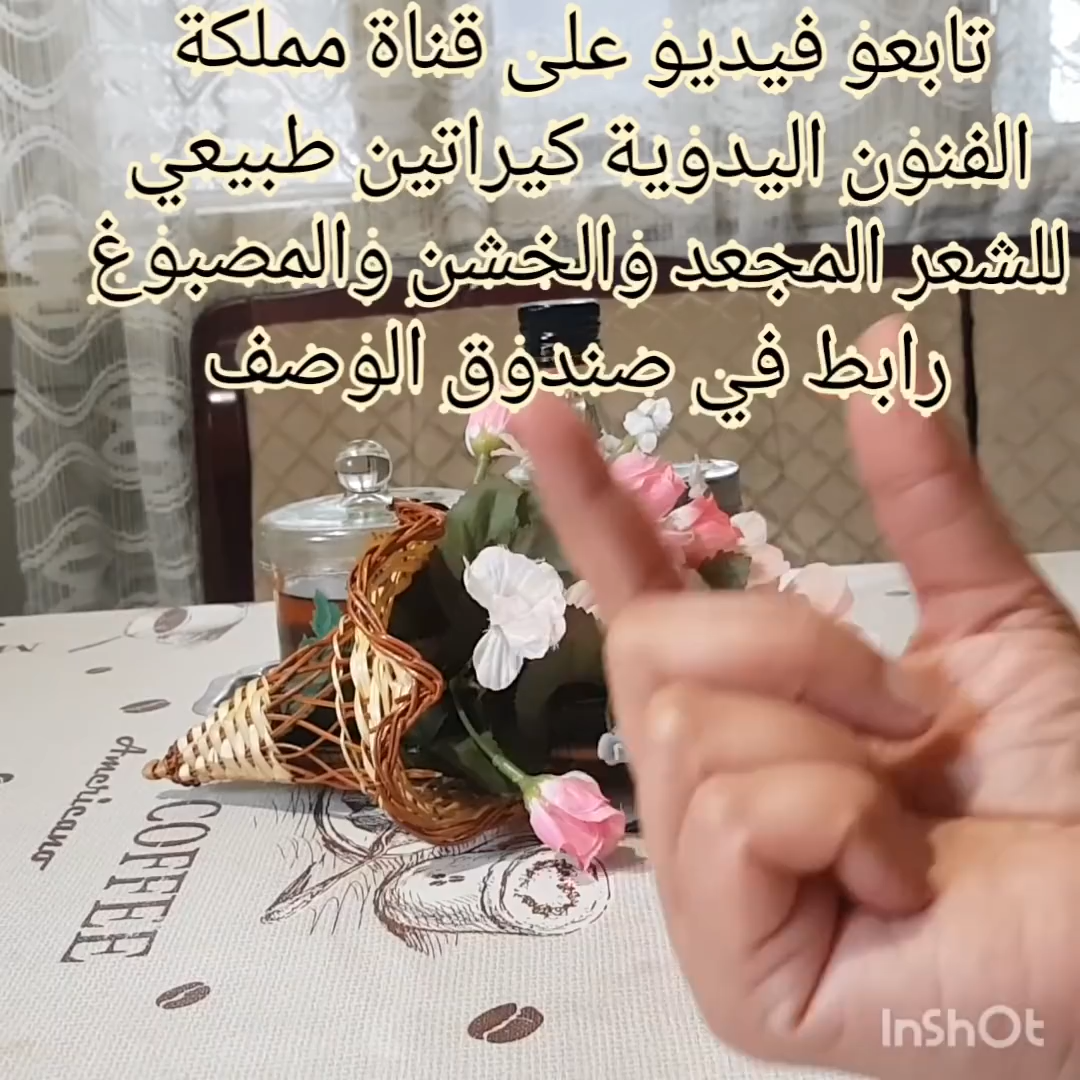 تابعو فيديو على قناة مملكة
الفنون اليدوية كيراتين طبيعي
للشعر المجعد والخشن والمصبوغ
رابط في صندوق الوصف
Americano
COFFEE
InShOt